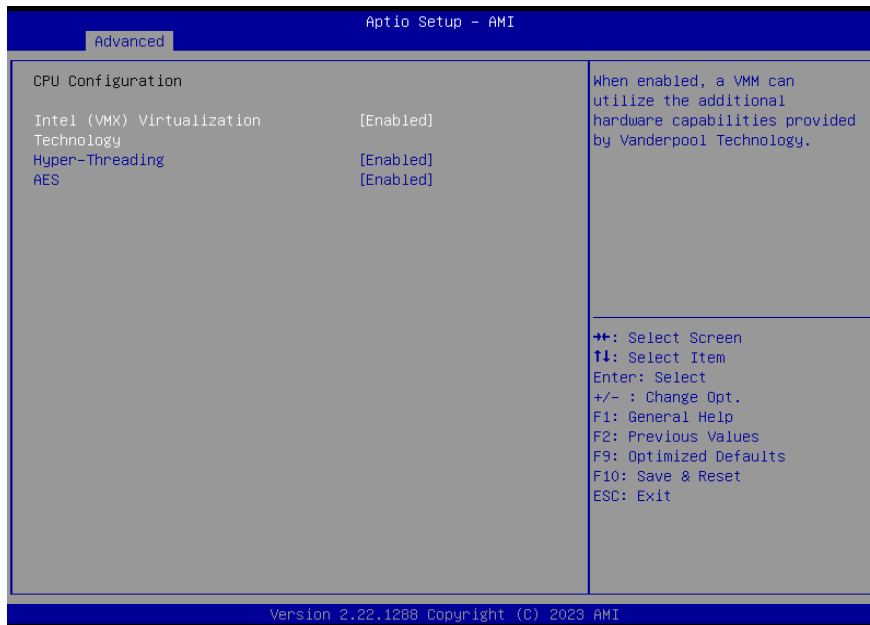 Aptio Setup – AMI
Advanced
CPU Configuration
Intel (VMX) Virtualization [Enabled]
Technology
Hyper-Threading [Enabled]
AES [Enabled]
When enabled, a VMM can
utilize the additional
hardware capabilities provided
by Vanderpool Technology.
→←: Select Screen
↑↓: Select Item
Enter: Select
+/- : Change Opt.
F1: General Help
F2: Previous Values
F9: Optimized Defaults
F10: Save & Reset
ESC: Exit
Version 2.22.1288 Copyright (C) 2023 AMI